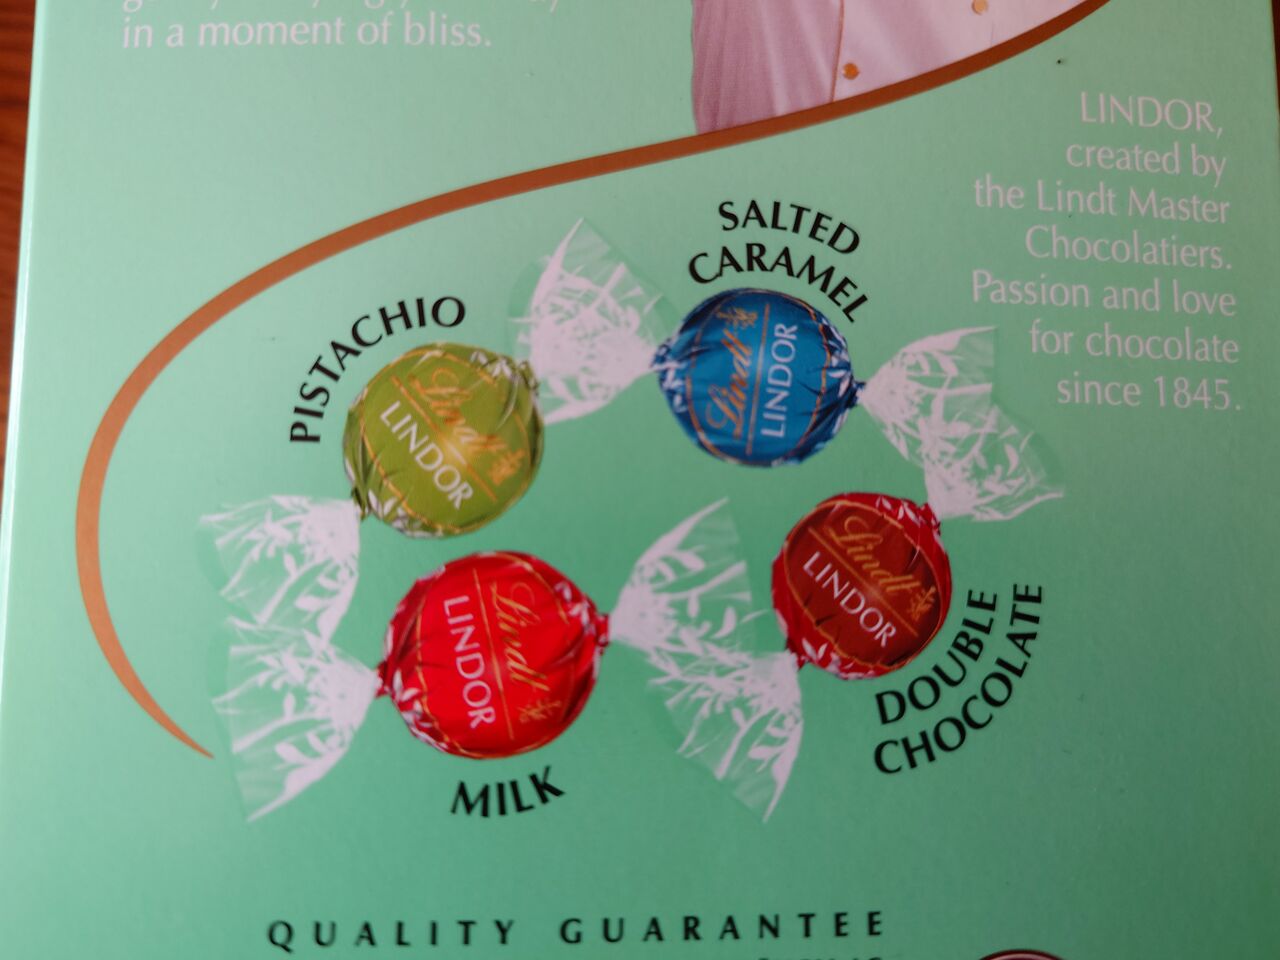 in a moment of bliss.
LINDOR,
created by
the Lindt Master
Chocolatiers.
Passion and love
for chocolate
since 1845.
SALTED
CARAMEL
Lindt
LINDOR
PISTACHIO
Lindt
LINDOR
Lindt
LINDOR
DOUBLE
CHOCOLATE
Lindt
LINDOR
MILK
QUALITY GUARANTEE